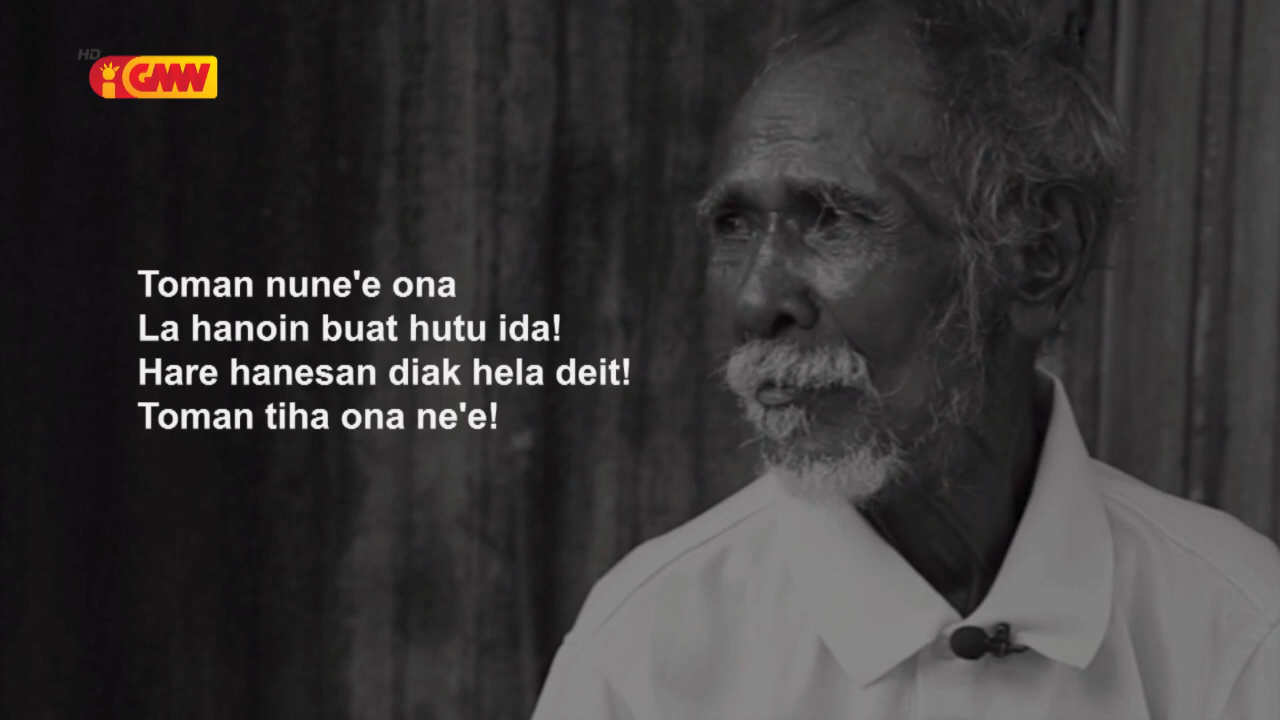 HD
GMN
Toman nune'e ona
La hanoin buat hutu ida!
Hare hanesan diak hela deit!
Toman tiha ona ne'e!